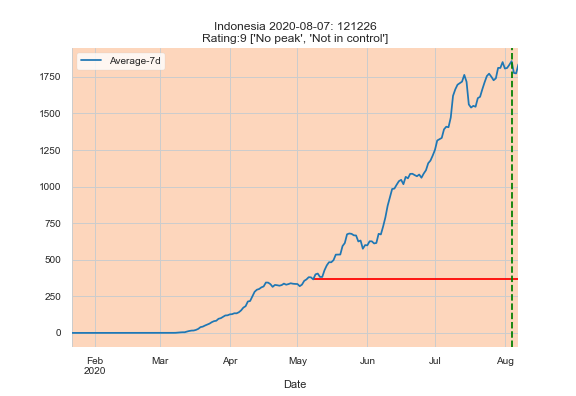 Indonesia 2020-08-07: 121226
Rating:9 ['No peak', 'Not in control']
Average-7d
1750
1500
1250
1000
750
500
250
0
Feb
2020
Mar
Apr
May
Jun
Jul
Aug
Date